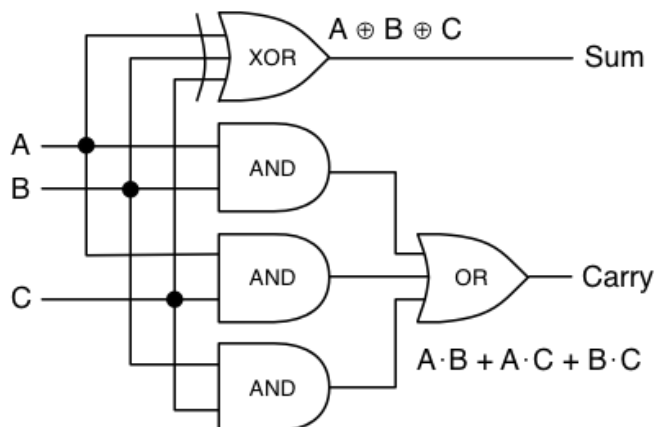 A ⊕ B ⊕ C
XOR
Sum
A
AND
B
AND
OR
Carry
C
A·B + A·C + B·C
AND